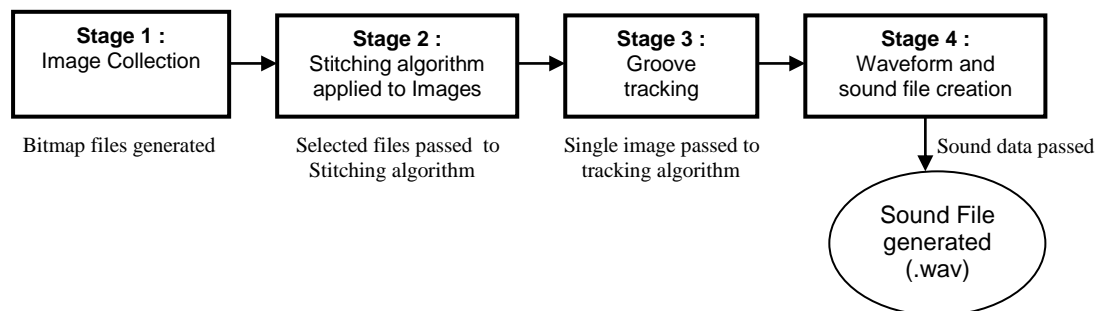 Stage 1 :
Image Collection
Bitmap files generated
Stage 2 :
Stitching algorithm
applied to Images
Selected files passed to
Stitching algorithm
Stage 3 :
Groove
tracking
Single image passed to
tracking algorithm
Stage 4 :
Waveform and
sound file creation
Sound data passed
Sound File
generated
(.wav)